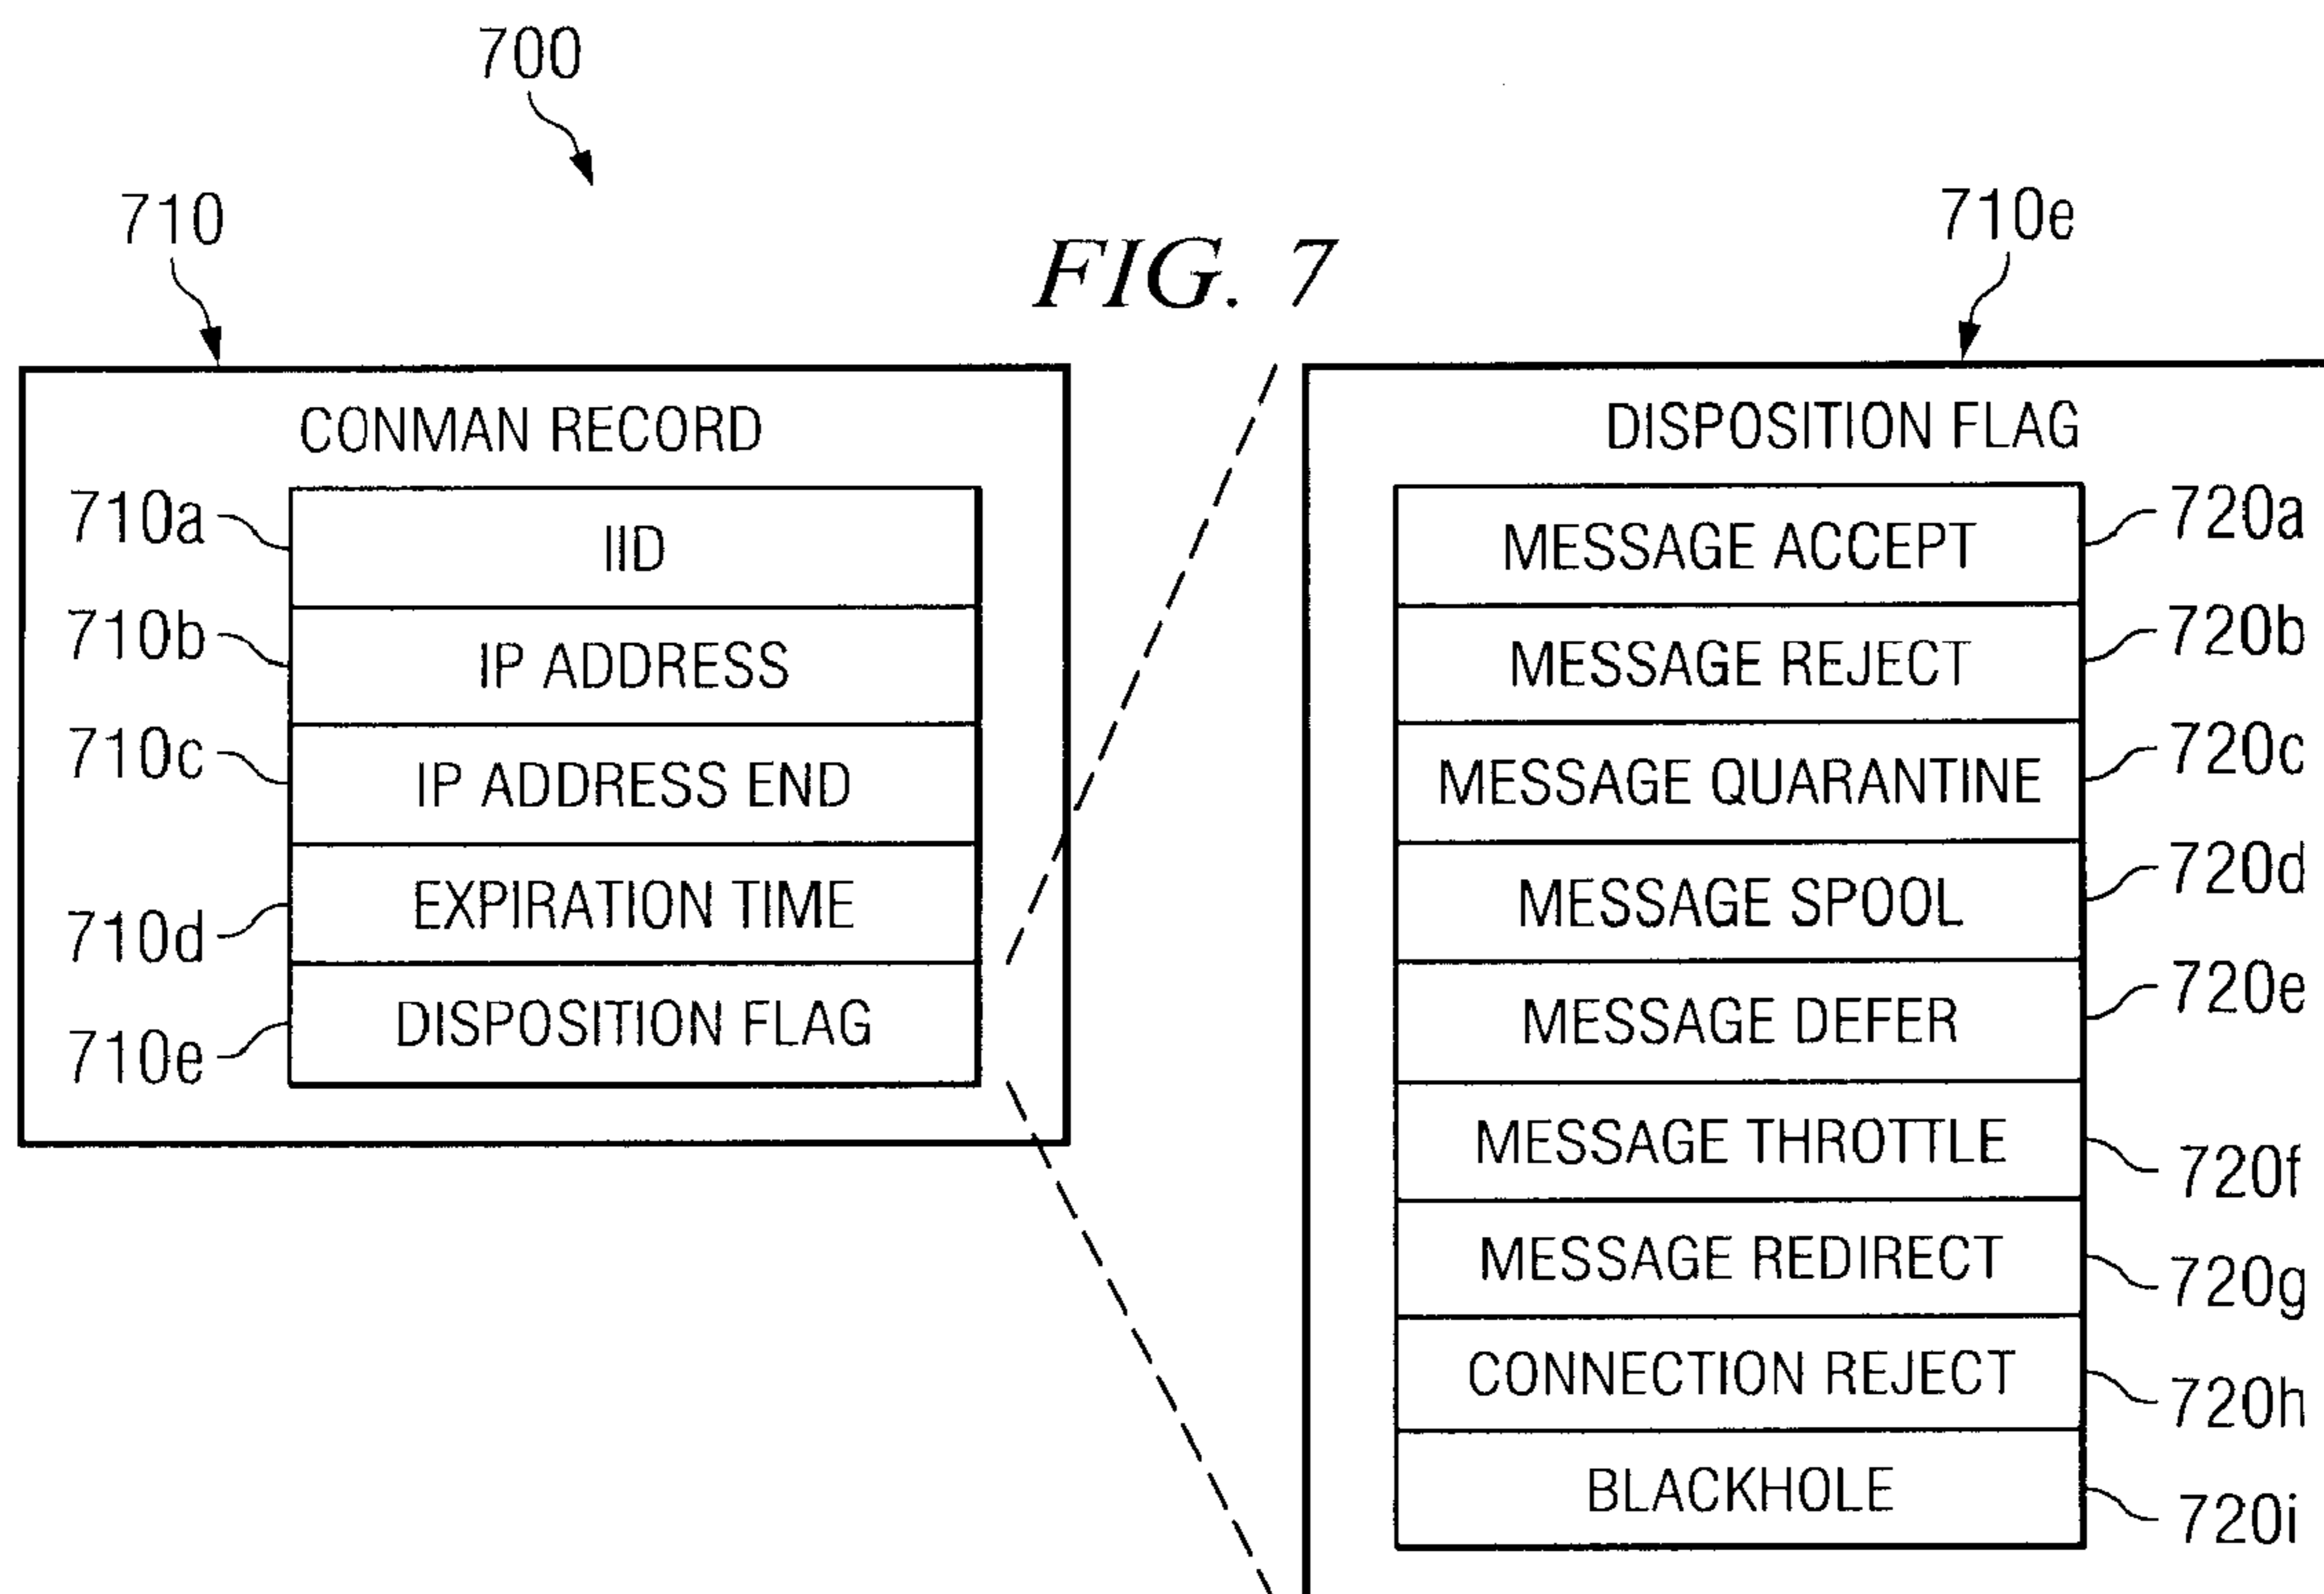 700
710
FIG. 7
710e
CONMAN RECORD
710a
IID
710b
IP ADDRESS
710c
IP ADDRESS END
710d
EXPIRATION TIME
710e
DISPOSITION FLAG
DISPOSITION FLAG
MESSAGE ACCEPT
720a
MESSAGE REJECT
720b
MESSAGE QUARANTINE
720c
MESSAGE SPOOL
720d
MESSAGE DEFER
720e
MESSAGE THROTTLE
720f
MESSAGE REDIRECT
720g
CONNECTION REJECT
720h
BLACKHOLE
720i